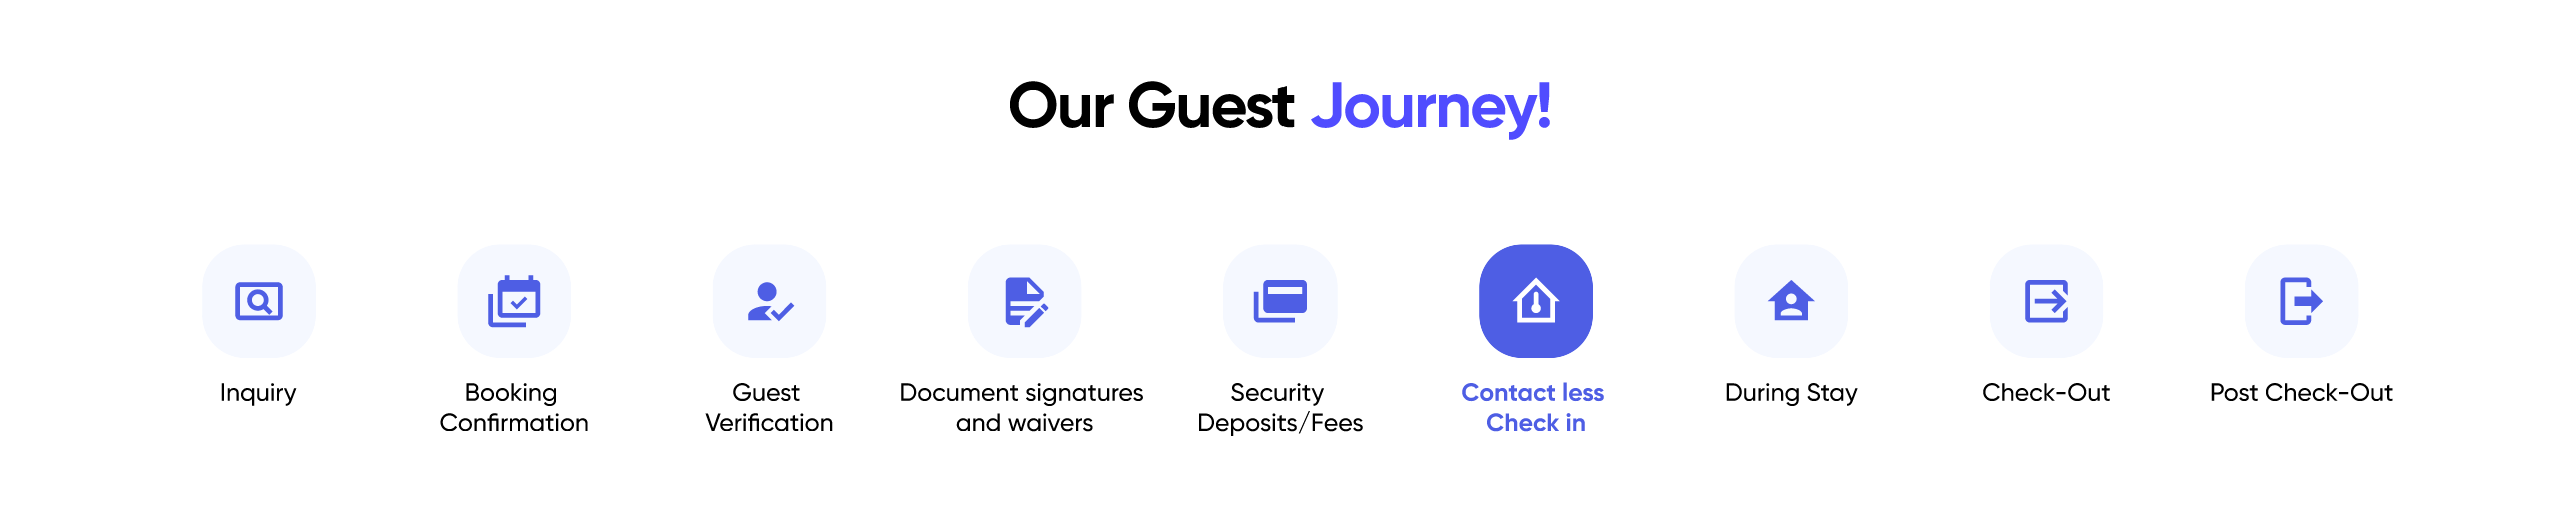 Our Guest Journey!
Inquiry
Booking
Confirmation
Guest
Verification
Document signatures
and waivers
Security
Deposits/Fees
Contact less
Check in
During Stay
Check-Out
Post Check-Out